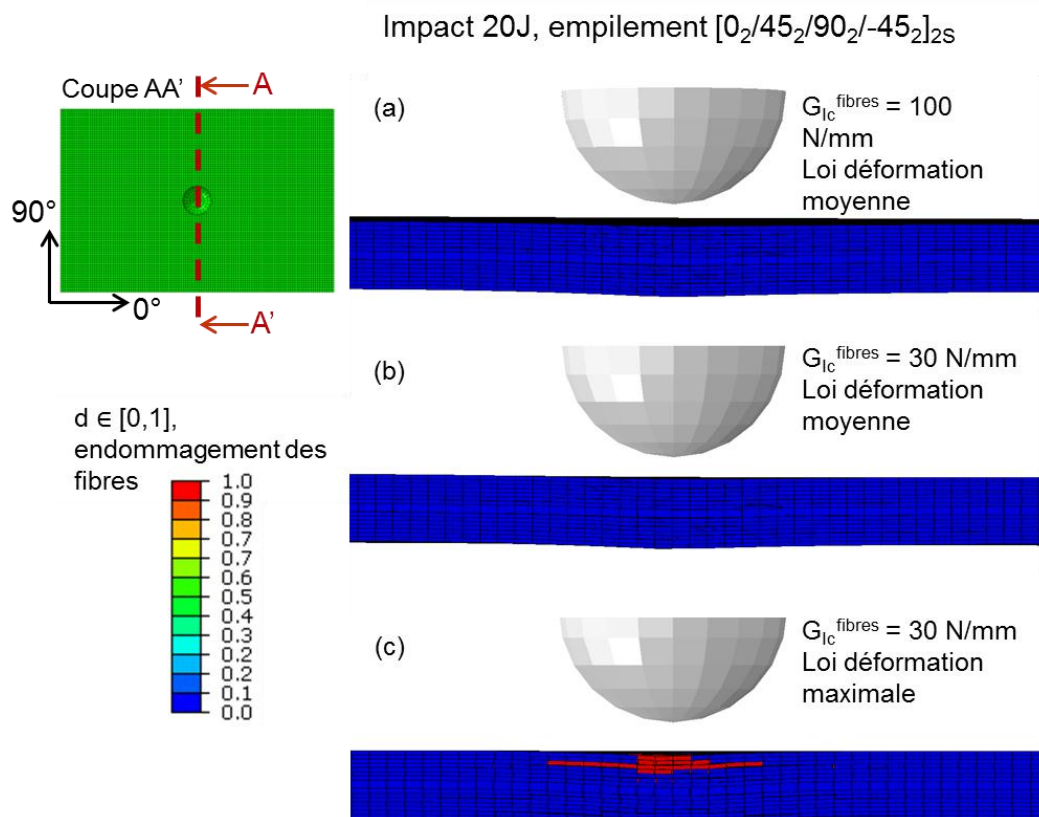 Impact 20J, empilement [0₂/45₂/90₂/-45₂]₂S
Coupe AA’
A
90°
0°
A’
d ∈ [0,1],
endommagement des
fibres
1.0
0.9
0.8
0.7
0.6
0.5
0.4
0.3
0.2
0.2
0.1
0.0
(a)
G_Ic^fibres = 100
N/mm
Loi déformation
moyenne
(b)
G_Ic^fibres = 30 N/mm
Loi déformation
moyenne
(c)
G_Ic^fibres = 30 N/mm
Loi déformation
maximale